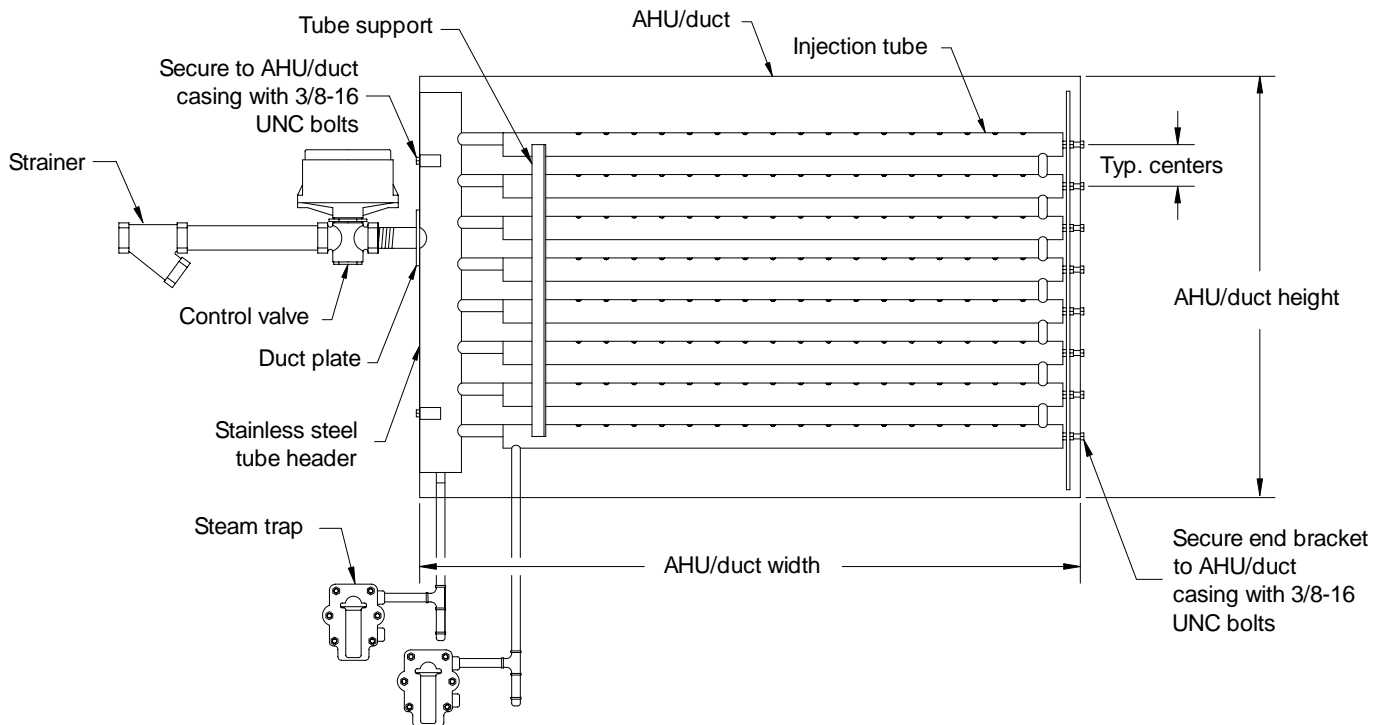 AHU/duct
Tube support
Injection tube
Secure to AHU/duct
casing with 3/8-16
UNC bolts
Strainer
Typ. centers
AHU/duct height
Control valve
Duct plate
Stainless steel
tube header
Steam trap
AHU/duct width
Secure end bracket
to AHU/duct
casing with 3/8-16
UNC bolts